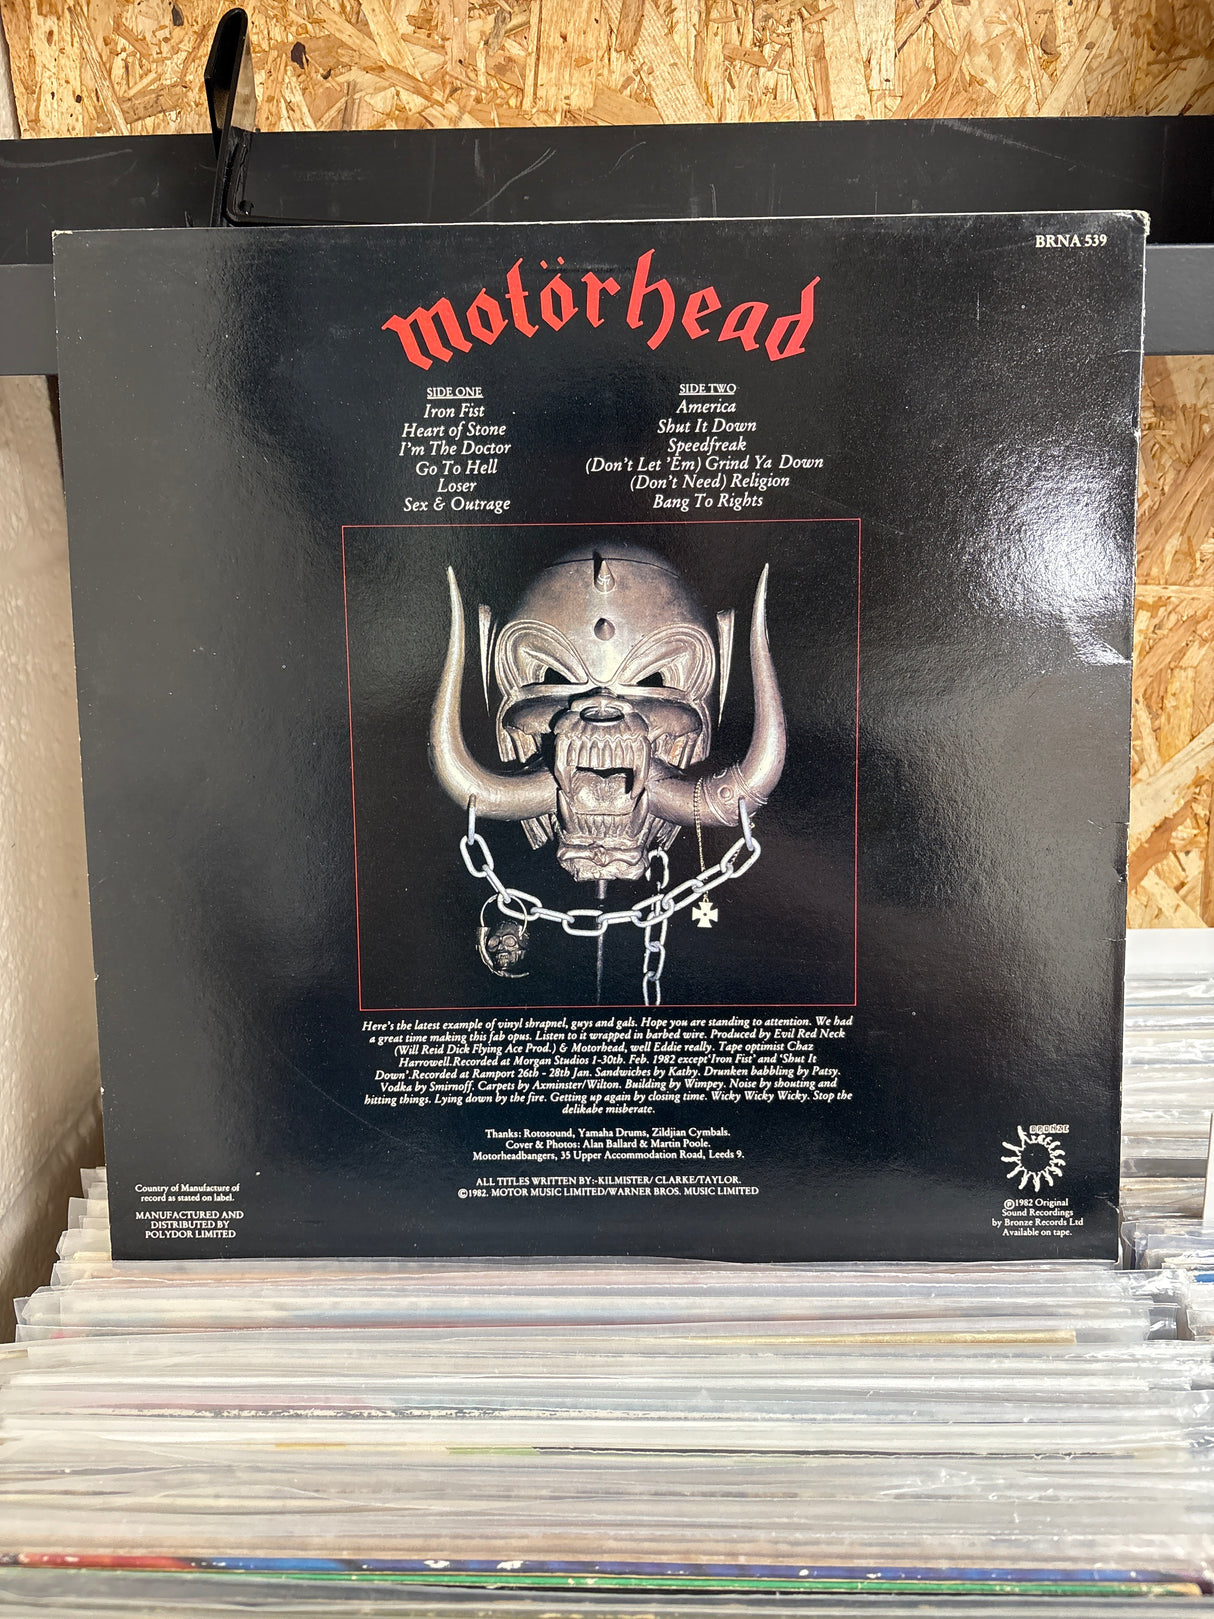 BRNA 539
motörhead
SIDE ONE
Iron Fist
Heart of Stone
I'm The Doctor
Go To Hell
Loser
Sex & Outrage
SIDE TWO
America
Shut It Down
Speedfreak
(Don't Let 'Em) Grind Ya Down
(Don't Need) Religion
Bang To Rights
Here's the latest example of vinyl shrapnel, guys and gals. Hope you are standing to attention. We had
a great time making this fab opus. Listen to it wrapped in barbed wire. Produced by Evil Red Neck
(Will Reid Dick Flying Ace Prod.) & Motorhead, well Eddie really. Tape optimist Chaz
Harrowell.Recorded at Morgan Studios 1-30th. Feb. 1982 except'Iron Fist' and 'Shut It
Down'.Recorded at Ramport 26th - 28th Jan. Sandwiches by Kathy. Drunken babbling by Patsy.
Vodka by Smirnoff. Carpets by Axminster/Wilton. Building by Wimpey. Noise by shouting and
hitting things. Lying down by the fire. Getting up again by closing time. Wicky Wicky Wicky. Stop the
delikabe misberate.
Thanks: Rotosound, Yamaha Drums, Zildjian Cymbals.
Cover & Photos: Alan Ballard & Martin Poole.
Motorheadbangers, 35 Upper Accommodation Road, Leeds 9.
ALL TITLES WRITTEN BY:-KILMISTER/ CLARKE/TAYLOR.
©1982. MOTOR MUSIC LIMITED/WARNER BROS. MUSIC LIMITED
Country of Manufacture of
record as stated on label.
MANUFACTURED AND
DISTRIBUTED BY
POLYDOR LIMITED
BRONZE
℗1982 Original
Sound Recordings
by Bronze Records Ltd
Available on tape.